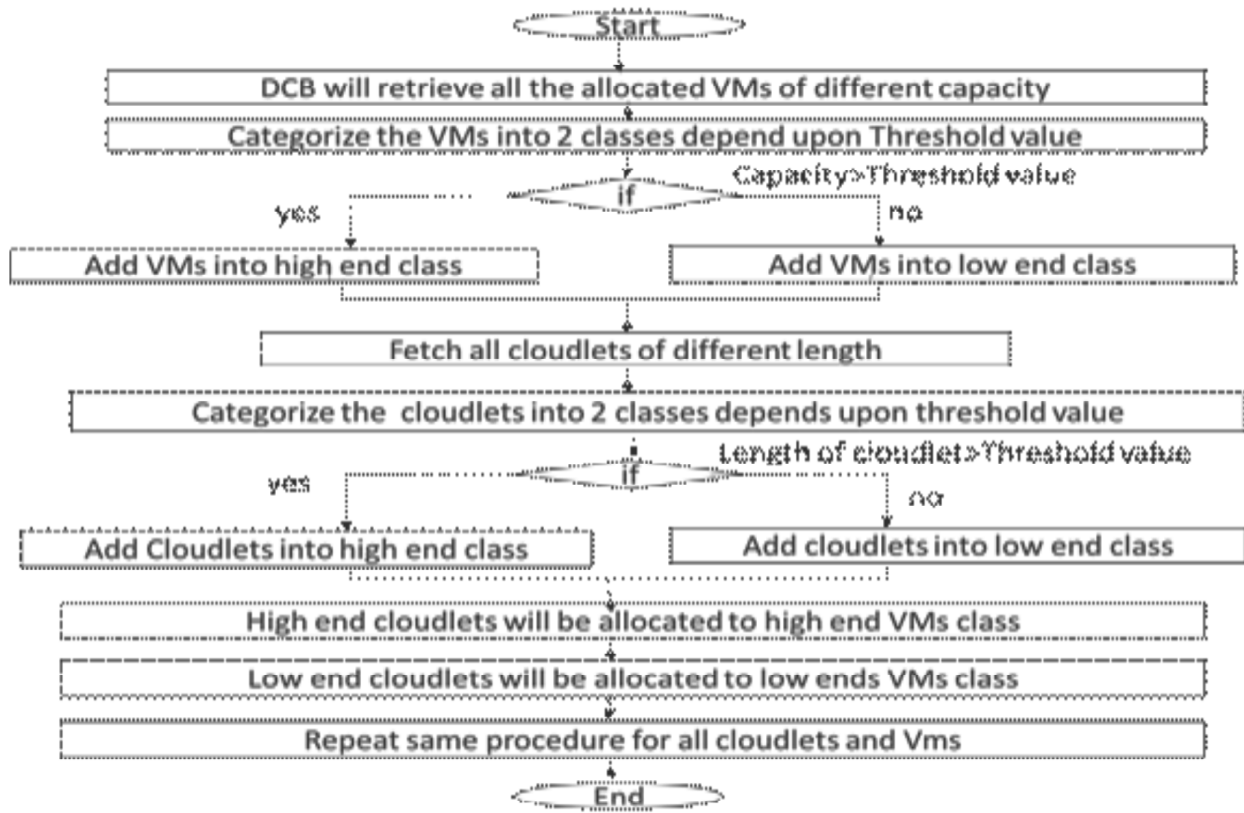 Start
DCB will retrieve all the allocated VMs of different capacity
Categorize the VMs into 2 classes depend upon Threshold value
Capacity>Threshold value
if
yes
no
Add VMs into high end class
Add VMs into low end class
Fetch all cloudlets of different length
Categorize the cloudlets into 2 classes depends upon threshold value
Length of cloudlet>Threshold value
if
yes
no
Add Cloudlets into high end class
Add cloudlets into low end class
High end cloudlets will be allocated to high end VMs class
Low end cloudlets will be allocated to low ends VMs class
Repeat same procedure for all cloudlets and Vms
End